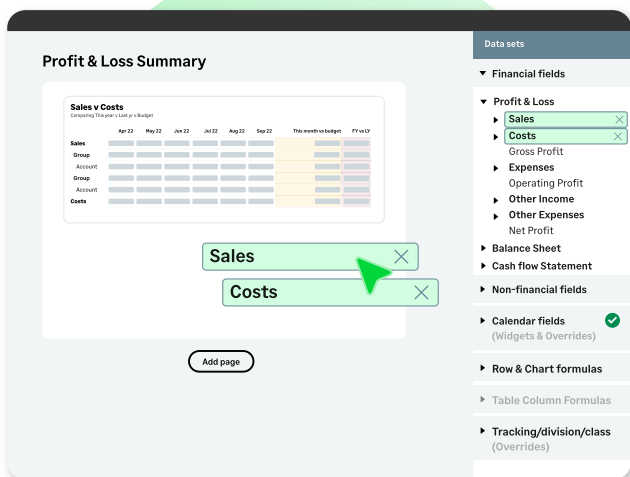 Profit & Loss Summary
Sales v Costs
Comparing This year v Last yr v Budget
Apr 22 May 22 Jun 22 Jul 22 Aug 22 Sep 22 This month vs budget FY vs LY
Sales
Group
Account
Group
Account
Costs
Sales
Costs
Add page
Data sets
Financial fields
Profit & Loss
Sales
Costs
Gross Profit
Expenses
Operating Profit
Other Income
Other Expenses
Net Profit
Balance Sheet
Cash flow Statement
Non-financial fields
Calendar fields
(Widgets & Overrides)
Row & Chart formulas
Table Column Formulas
Tracking/division/class
(Overrides)